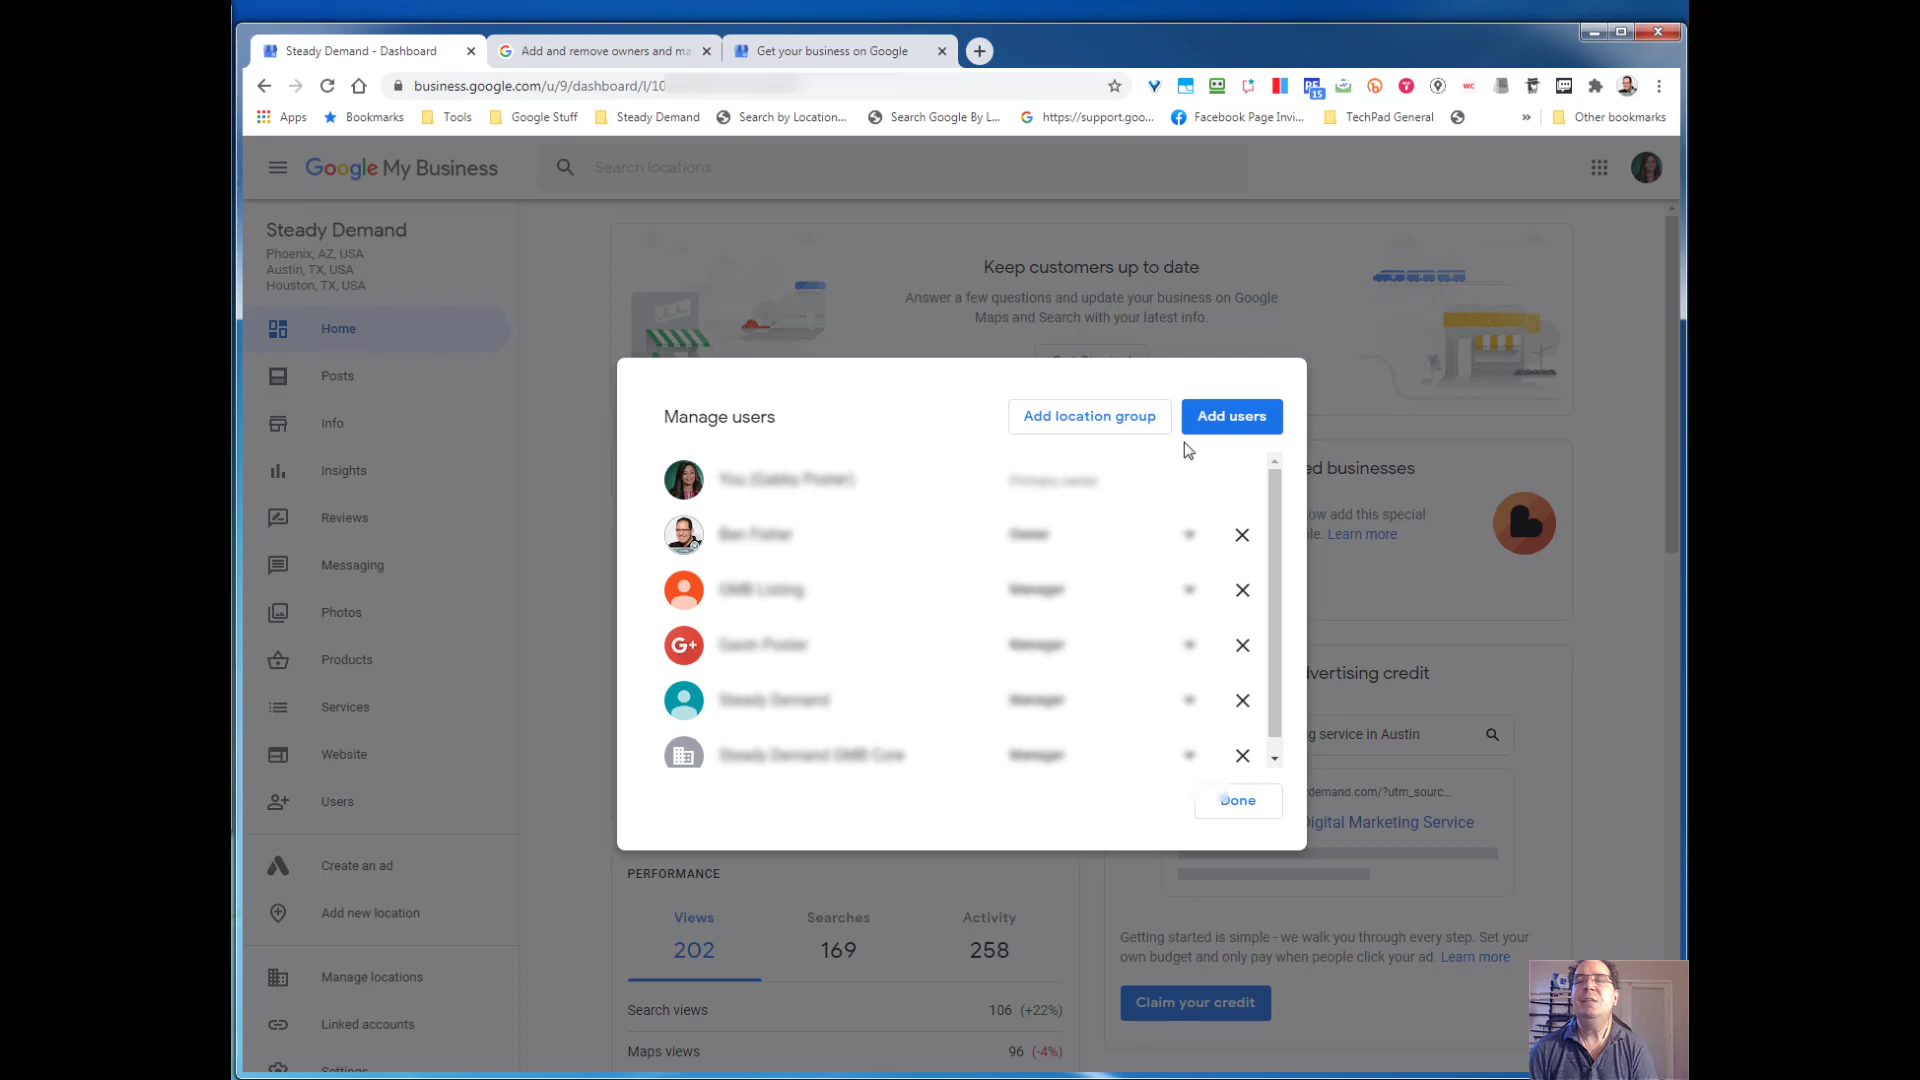 Steady Demand - Dashboard
Add and remove owners and ma
Get your business on Google
business.google.com/u/9/dashboard/l/10
15
WC
Apps
Bookmarks
Tools
Google Stuff
Steady Demand
Search by Location...
Search Google By L...
https://support.goo...
Facebook Page Invi...
TechPad General
»
Other bookmarks
Google My Business
Search locations
Steady Demand
Phoenix, AZ, USA
Austin, TX, USA
Houston, TX, USA
Home
Posts
Info
Insights
Reviews
Messaging
Photos
Products
Services
Website
Users
Create an ad
Add new location
Manage locations
Linked accounts
Settings
Keep customers up to date
Answer a few questions and update your business on Google
Maps and Search with your latest info.
Manage users
Add location group
Add users
G+
Done
ed businesses
ow add this special
ile. Learn more
vertising credit
g service in Austin
demand.com/?utm_sourc...
Digital Marketing Service
Getting started is simple - we walk you through every step. Set your
own budget and only pay when people click your ad. Learn more
Claim your credit
PERFORMANCE
Views
Searches
Activity
202
169
258
Search views
106 (+22%)
Maps views
96 (-4%)